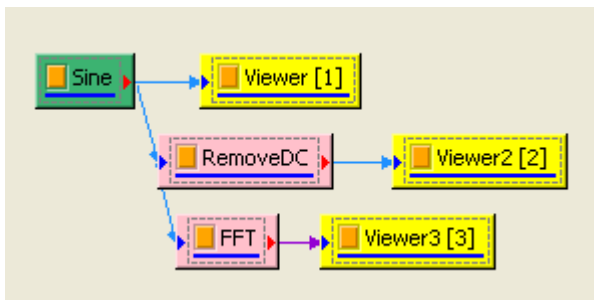 Sine
Viewer [1]
RemoveDC
Viewer2 [2]
FFT
Viewer3 [3]